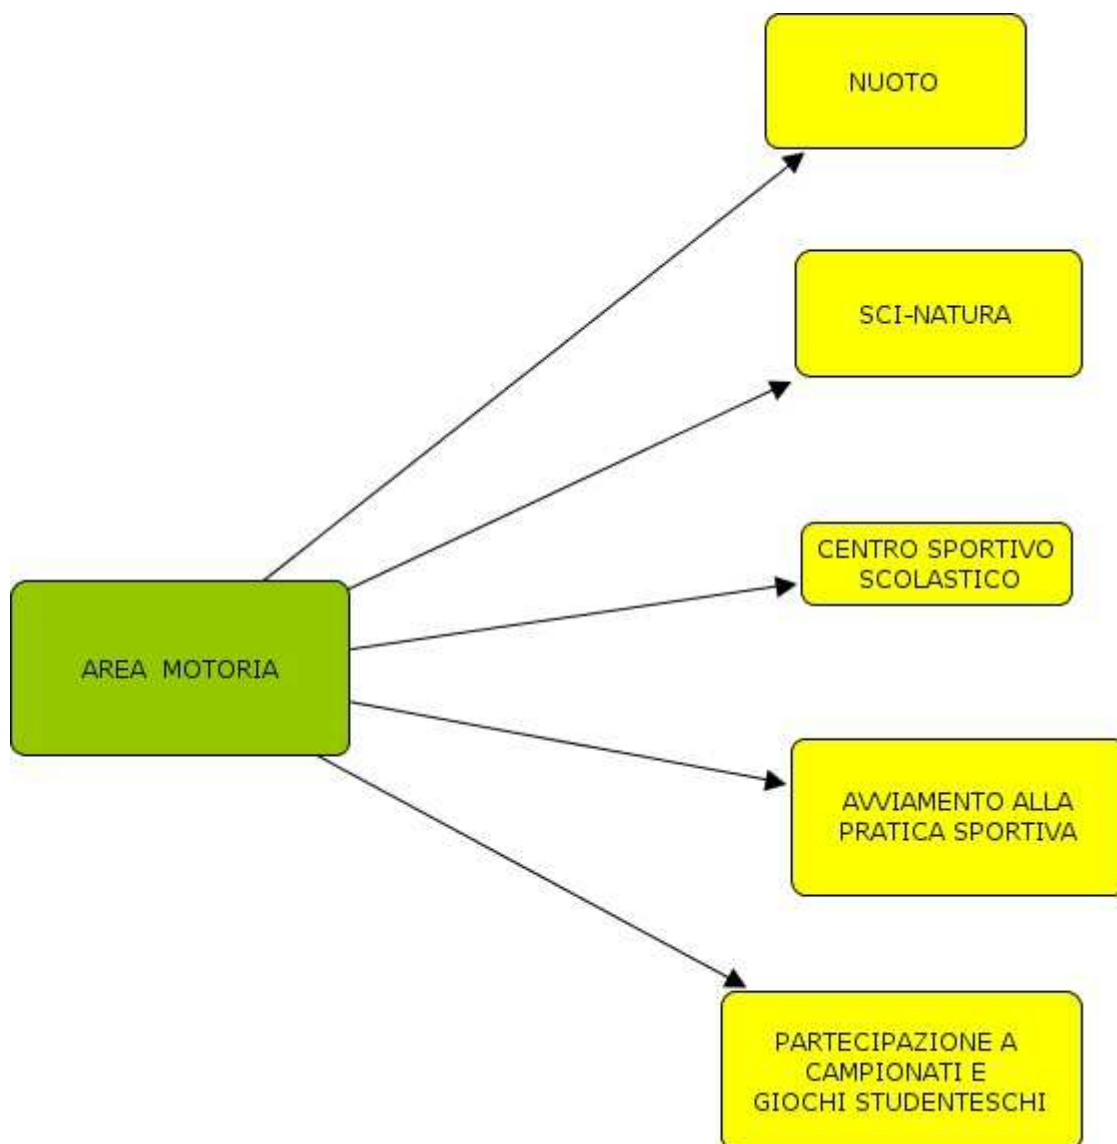 NUOTO
SCI-NATURA
CENTRO SPORTIVO
SCOLASTICO
AREA MOTORIA
AVVIAMENTO ALLA
PRATICA SPORTIVA
PARTECIPAZIONE A
CAMPIONATI E
GIOCHI STUDENTESCHI